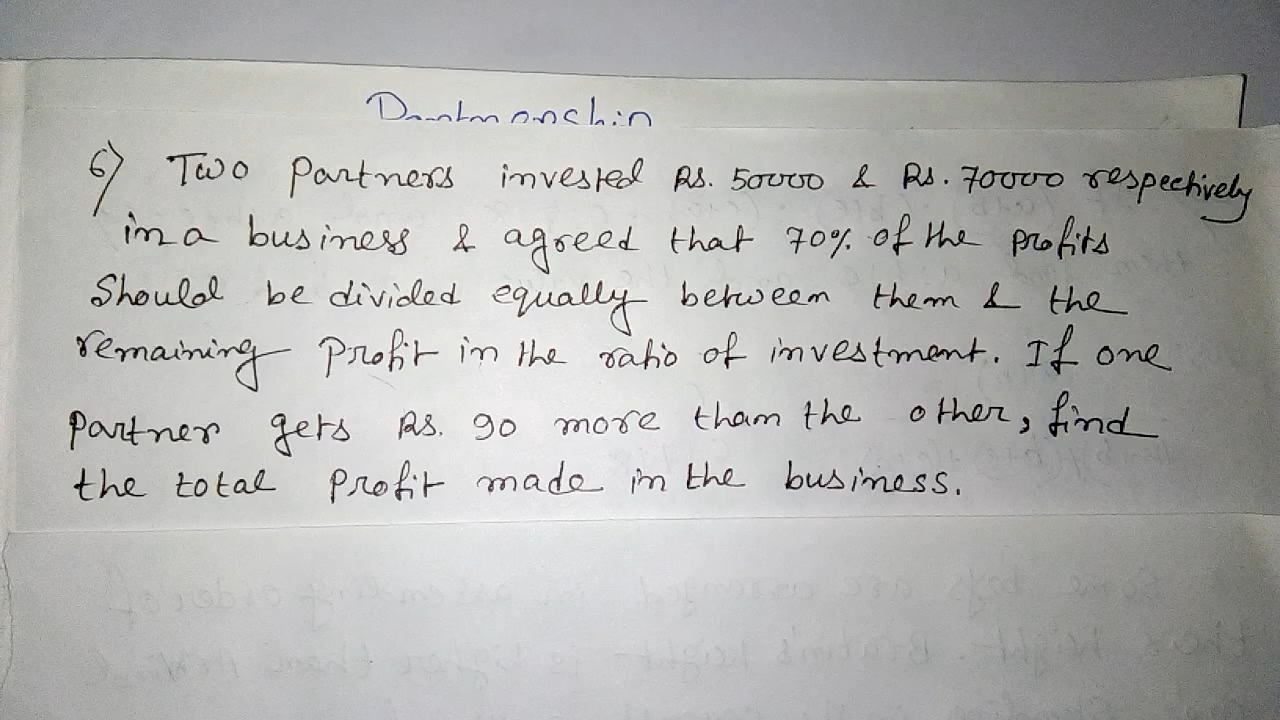 6) Two partners invested Rs. 50000 & Rs. 70000 respectively
in a business & agreed that 70% of the profits
Should be divided equally between them & the
remaining Profit in the ratio of investment. If one
partner gets Rs. 90 more than the other, find
the total Profit made in the business.